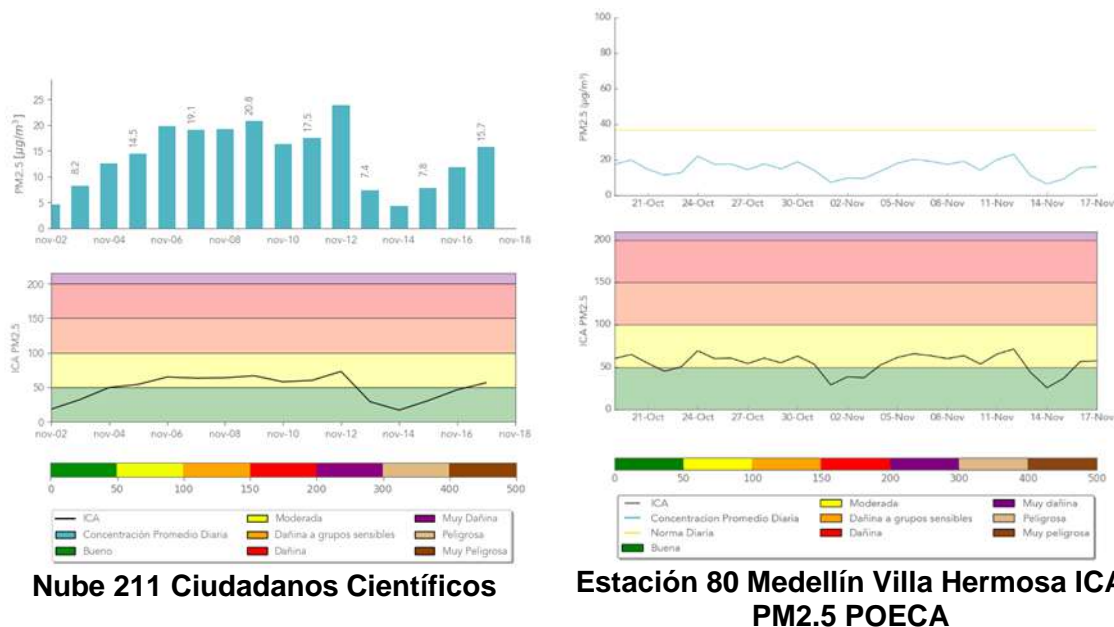 PM2.5 [µg/m³]
25
20
15
10
5
0
8.2
14.5
19.1
20.8
17.5
7.4
7.8
15.7
nov-02
nov-04
nov-06
nov-08
nov-10
nov-12
nov-14
nov-16
nov-18
ICA PM2.5
200
150
100
50
0
nov-02
nov-04
nov-06
nov-08
nov-10
nov-12
nov-14
nov-16
nov-18
0 50 100 150 200 300 400 500
ICA
Concentración Promedio Diaria
Bueno
Moderada
Dañina a grupos sensibles
Dañina
Muy Dañina
Peligrosa
Muy Peligrosa
Nube 211 Ciudadanos Científicos
PM2.5 (µg/m³)
100
80
60
40
20
0
21-Oct
24-Oct
27-Oct
30-Oct
02-Nov
05-Nov
08-Nov
11-Nov
14-Nov
17-Nov
ICA PM2.5
200
150
100
50
0
21-Oct
24-Oct
27-Oct
30-Oct
02-Nov
05-Nov
08-Nov
11-Nov
14-Nov
17-Nov
0 50 100 150 200 300 400 500
ICA
Concentracion Promedio Diaria
Norma Diaria
Buena
Moderada
Dañina a grupos sensibles
Dañina
Muy dañina
Peligrosa
Muy peligrosa
Estación 80 Medellín Villa Hermosa ICA
PM2.5 POECA